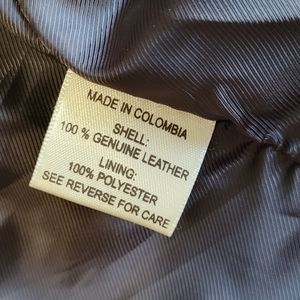 MADE IN COLOMBIA
SHELL:
100 % GENUINE LEATHER
LINING:
100% POLYESTER
SEE REVERSE FOR CARE